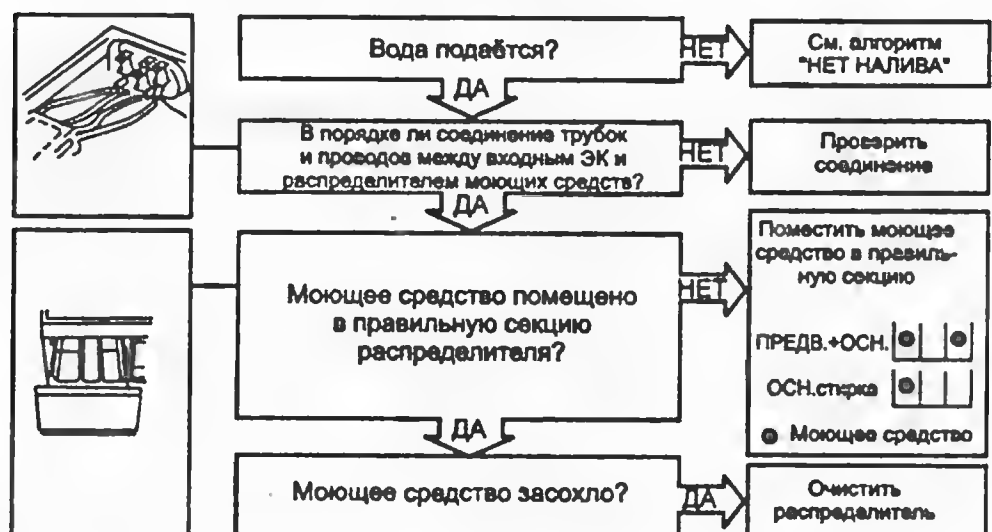 Вода подаётся?
НЕТ
См. алгоритм
"НЕТ НАЛИВА"
ДА
В порядке ли соединение трубок
и проводов между входным ЭК и
распределителем моющих средств?
НЕТ
Проверить
соединение
ДА
Моющее средство помещено
в правильную секцию
распределителя?
НЕТ
Поместить моющее
средство в правиль-
ную секцию
ПРЕДВ.+ОСН.
ОСН.стирка
Моющее средство
ДА
Моющее средство засохло?
ДА
Очистить
распределитель